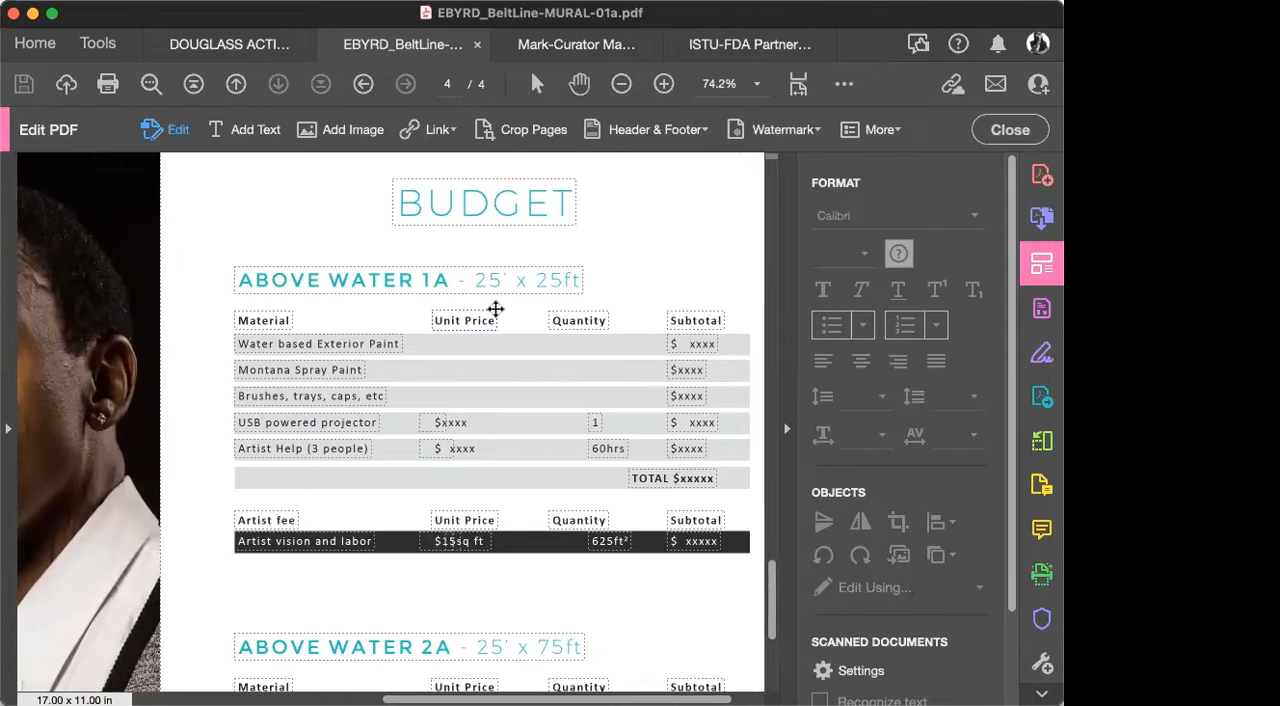 EBYRD_BeltLine-MURAL-01a.pdf
Home Tools DOUGLASS ACTI... EBYRD_BeltLine-... × Mark-Curator Ma... ISTU-FDA Partner...
4 / 4 74.2%
Edit PDF Edit Add Text Add Image Link Crop Pages Header & Footer Watermark More Close
BUDGET
ABOVE WATER 1A - 25' x 25ft
Material Unit Price Quantity Subtotal
Water based Exterior Paint $ xxxx
Montana Spray Paint $xxxx
Brushes, trays, caps, etc $xxxx
USB powered projector $xxxx 1 $ xxxx
Artist Help (3 people) $ xxxx 60hrs $xxxx
TOTAL $xxxxx
Artist fee Unit Price Quantity Subtotal
Artist vision and labor $15sq ft 625ft² $ xxxxx
ABOVE WATER 2A - 25' x 75ft
Material Unit Price Quantity Subtotal
17.00 x 11.00 in
FORMAT
Calibri
OBJECTS
Edit Using...
SCANNED DOCUMENTS
Settings
Recognize text